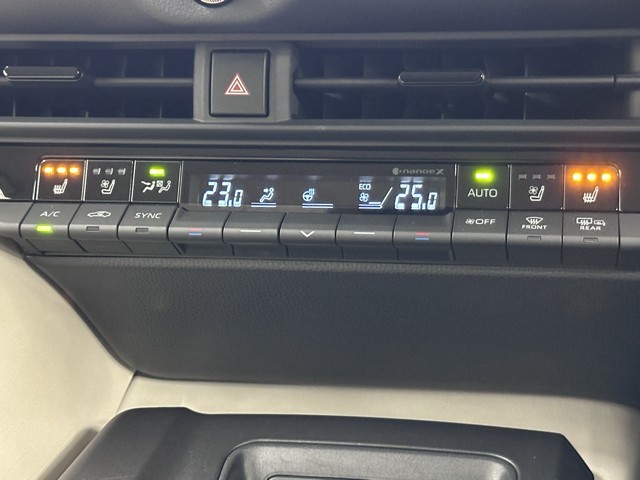 nanoeX
23.0
ECO
25.0
AUTO
A/C
SYNC
OFF
FRONT
REAR